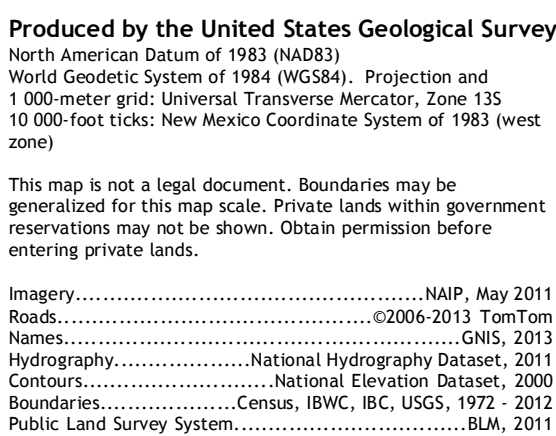 Produced by the United States Geological Survey
North American Datum of 1983 (NAD83)
World Geodetic System of 1984 (WGS84).  Projection and
1 000-meter grid: Universal Transverse Mercator, Zone 13S
10 000-foot ticks: New Mexico Coordinate System of 1983 (west
zone)
This map is not a legal document. Boundaries may be
generalized for this map scale. Private lands within government
reservations may not be shown. Obtain permission before
entering private lands.
Imagery..................................................NAIP, May 2011
Roads.............................................©2006-2013 TomTom
Names.........................................................GNIS, 2013
Hydrography....................National Hydrography Dataset, 2011
Contours............................National Elevation Dataset, 2000
Boundaries....................Census, IBWC, IBC, USGS, 1972 - 2012
Public Land Survey System..................................BLM, 2011